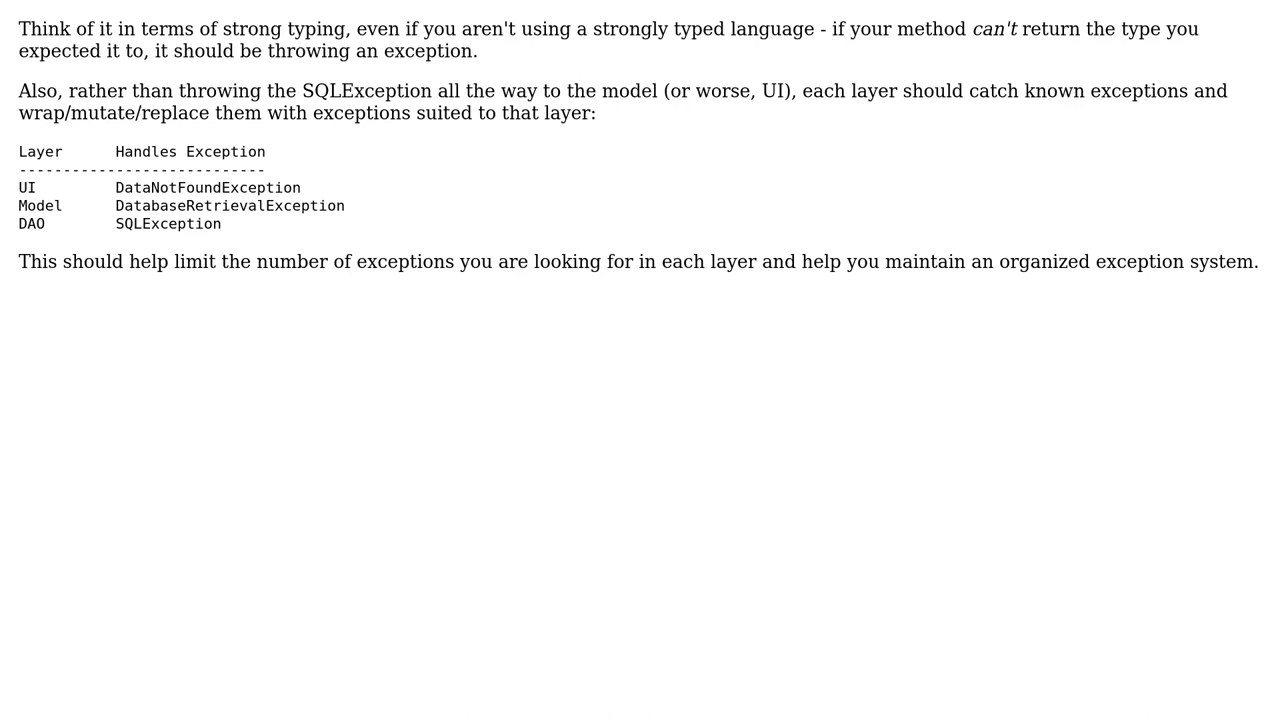 Think of it in terms of strong typing, even if you aren't using a strongly typed language - if your method can't return the type you
expected it to, it should be throwing an exception.
Also, rather than throwing the SQLException all the way to the model (or worse, UI), each layer should catch known exceptions and
wrap/mutate/replace them with exceptions suited to that layer:
Layer      Handles Exception
----------------------------
UI         DataNotFoundException
Model      DatabaseRetrievalException
DAO        SQLException
This should help limit the number of exceptions you are looking for in each layer and help you maintain an organized exception system.